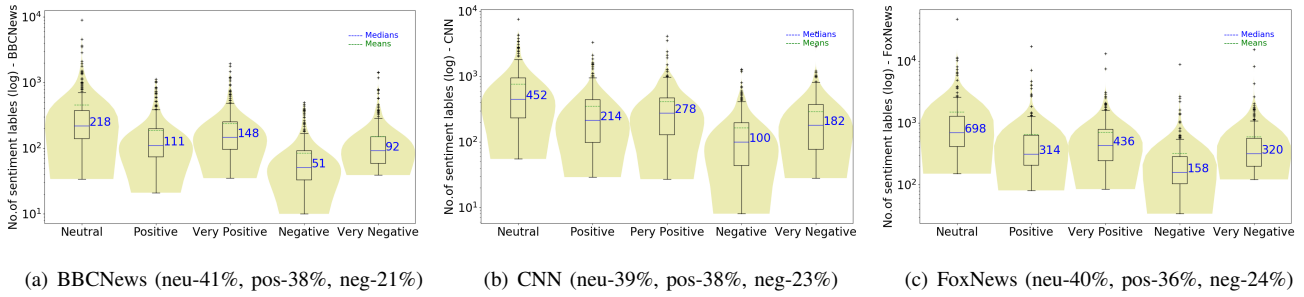 No.of sentiment lables (log) - BBCNews
10^4
10^3
10^2
10^1
Medians
Means
218
111
148
51
92
Neutral
Positive
Very Positive
Negative
Very Negative
(a) BBCNews (neu-41%, pos-38%, neg-21%)
No.of sentiment lables (log) - CNN
10^4
10^3
10^2
10^1
Medians
Means
452
214
278
100
182
Neutral
Positive
Pery Positive
Negative
Very Negative
(b) CNN (neu-39%, pos-38%, neg-23%)
No.of sentiment lables (log) - FoxNews
10^4
10^3
10^2
Medians
Means
698
314
436
158
320
Neutral
Positive
Very Positive
Negative
Very Negative
(c) FoxNews (neu-40%, pos-36%, neg-24%)